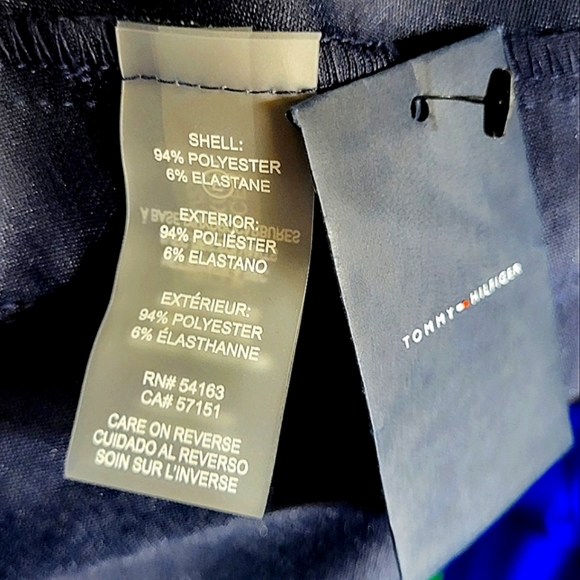 SHELL:
94% POLYESTER
6% ELASTANE
EXTERIOR:
94% POLIÉSTER
6% ELASTANO
EXTÉRIEUR:
94% POLYESTER
6% ÉLASTHANNE
RN# 54163
CA# 57151
CARE ON REVERSE
CUIDADO AL REVERSO
SOIN SUR L'INVERSE
TOMMY HILFIGER